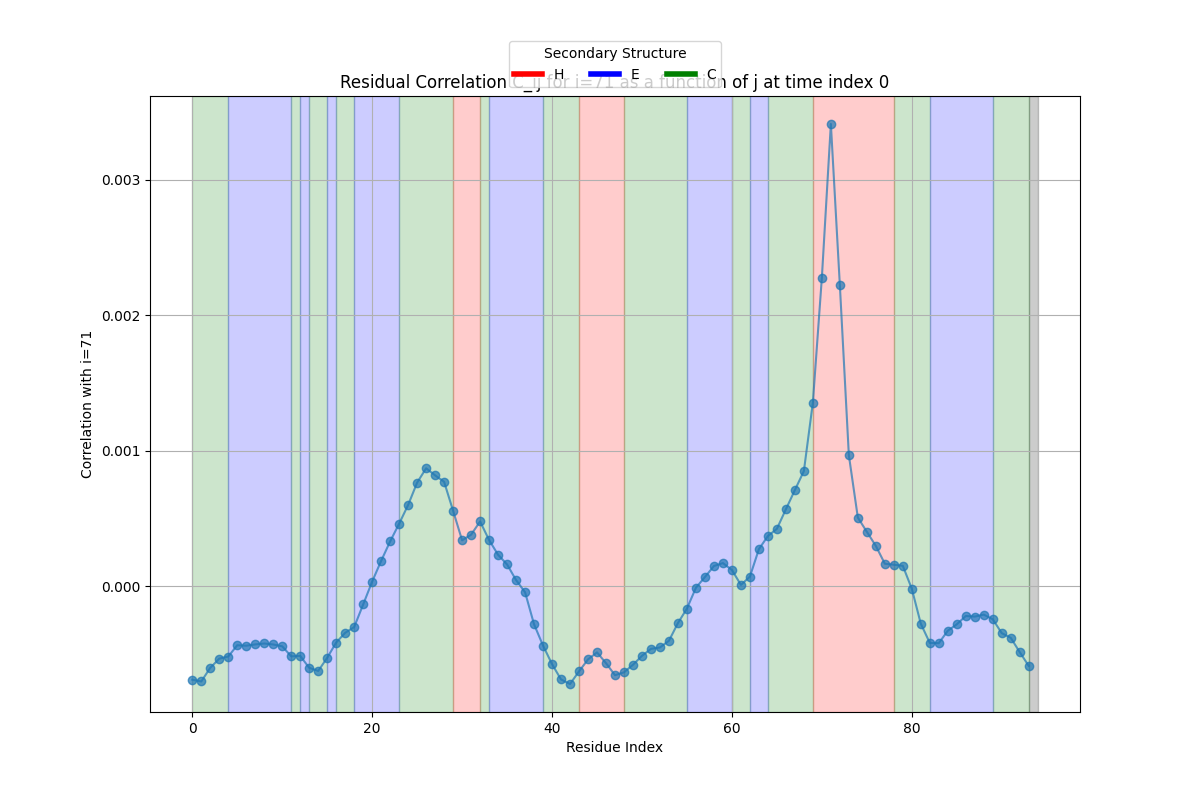 Secondary Structure
H E C
Residual Correlation C_ij for i=71 as a function of j at time index 0
0.003
0.002
0.001
0.000
Correlation with i=71
0 20 40 60 80
Residue Index